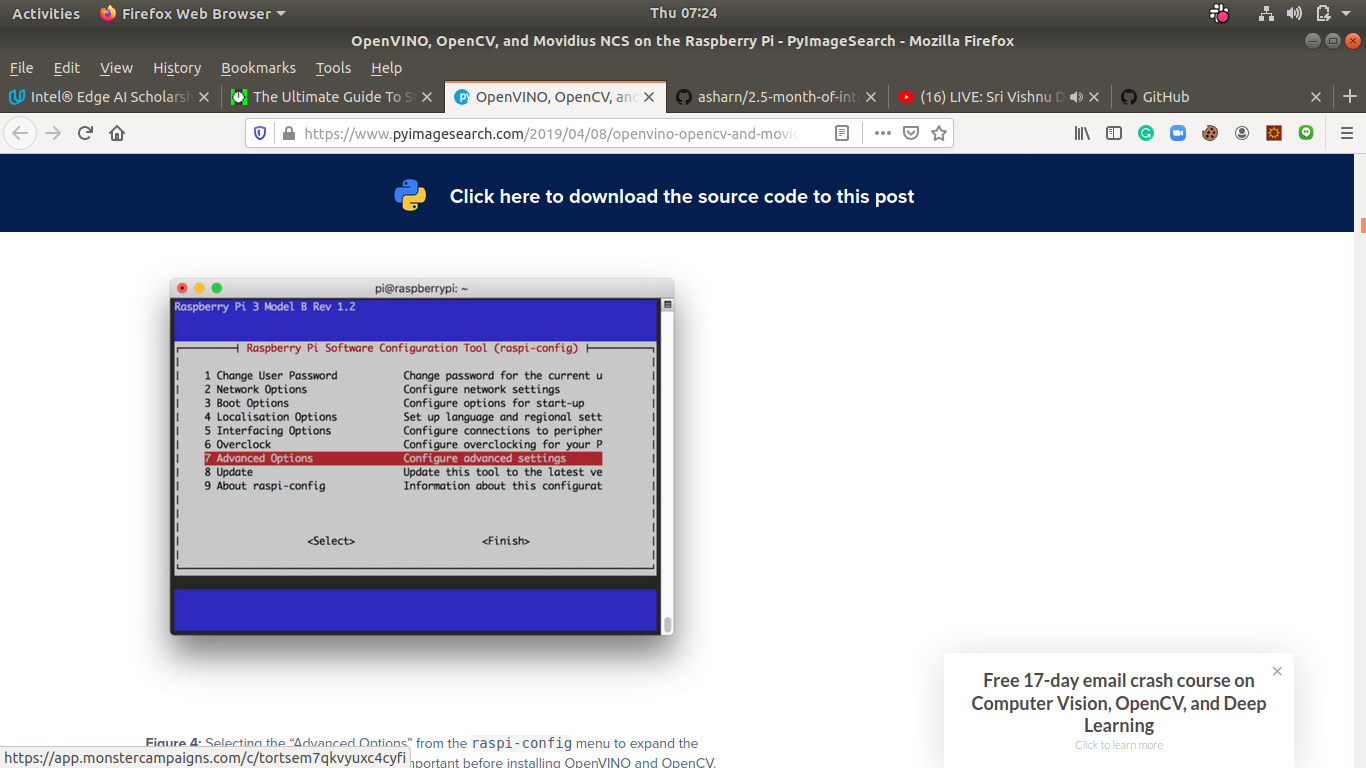 Activities Firefox Web Browser Thu 07:24
OpenVINO, OpenCV, and Movidius NCS on the Raspberry Pi - PyImageSearch - Mozilla Firefox
File Edit View History Bookmarks Tools Help
Intel® Edge AI Scholarsh The Ultimate Guide To S OpenVINO, OpenCV, and asharn/2.5-month-of-inte (16) LIVE: Sri Vishnu GitHub
https://www.pyimagesearch.com/2019/04/08/openvino-opencv-and-movid
Click here to download the source code to this post
pi@raspberrypi: ~
Raspberry Pi 3 Model B Rev 1.2
Raspberry Pi Software Configuration Tool (raspi-config)
1 Change User Password Change password for the current u
2 Network Options Configure network settings
3 Boot Options Configure options for start-up
4 Localisation Options Set up language and regional sett
5 Interfacing Options Configure connections to peripher
6 Overclock Configure overclocking for your P
7 Advanced Options Configure advanced settings
8 Update Update this tool to the latest ve
9 About raspi-config Information about this configurat
<Select> <Finish>
Free 17-day email crash course on
Computer Vision, OpenCV, and Deep
Learning
Click to learn more
Figure 4: Selecting the “Advanced Options” from the raspi-config menu to expand the
https://app.monstercampaigns.com/c/tortsem7qkvyuxc4cyfi
mportant before installing OpenVINO and OpenCV.